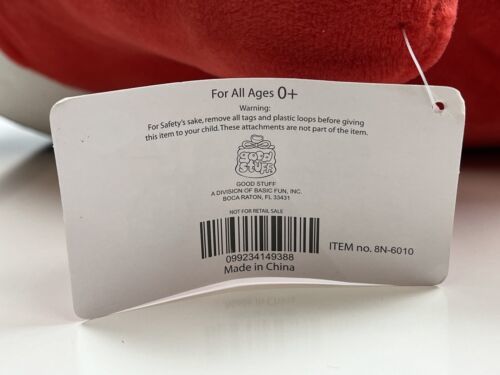 For All Ages 0+
Warning:
For Safety's sake, remove all tags and plastic loops before giving
this item to your child. These attachments are not part of the item.
good
STUFF
GOOD STUFF
A DIVISION OF BASIC FUN, INC.
BOCA RATON, FL 33431
NOT FOR RETAIL SALE
099234149388
ITEM no. 8N-6010
Made in China